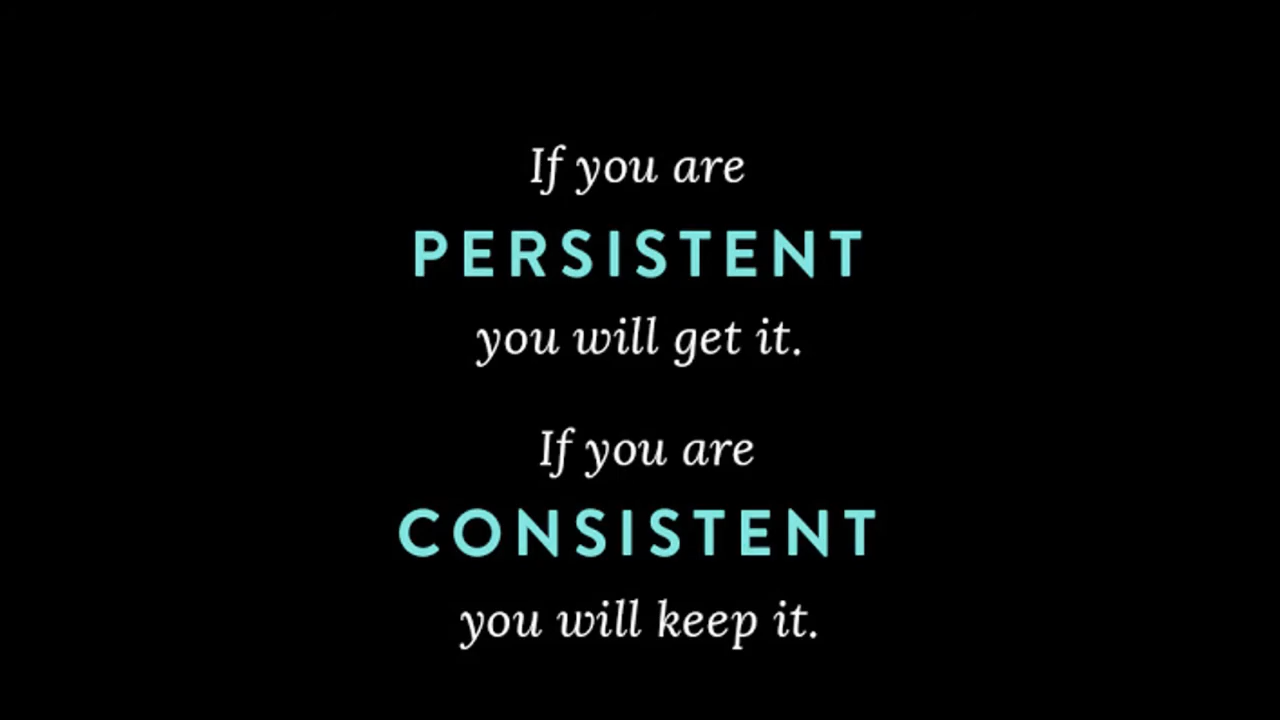 If you are
PERSISTENT
you will get it.
If you are
CONSISTENT
you will keep it.